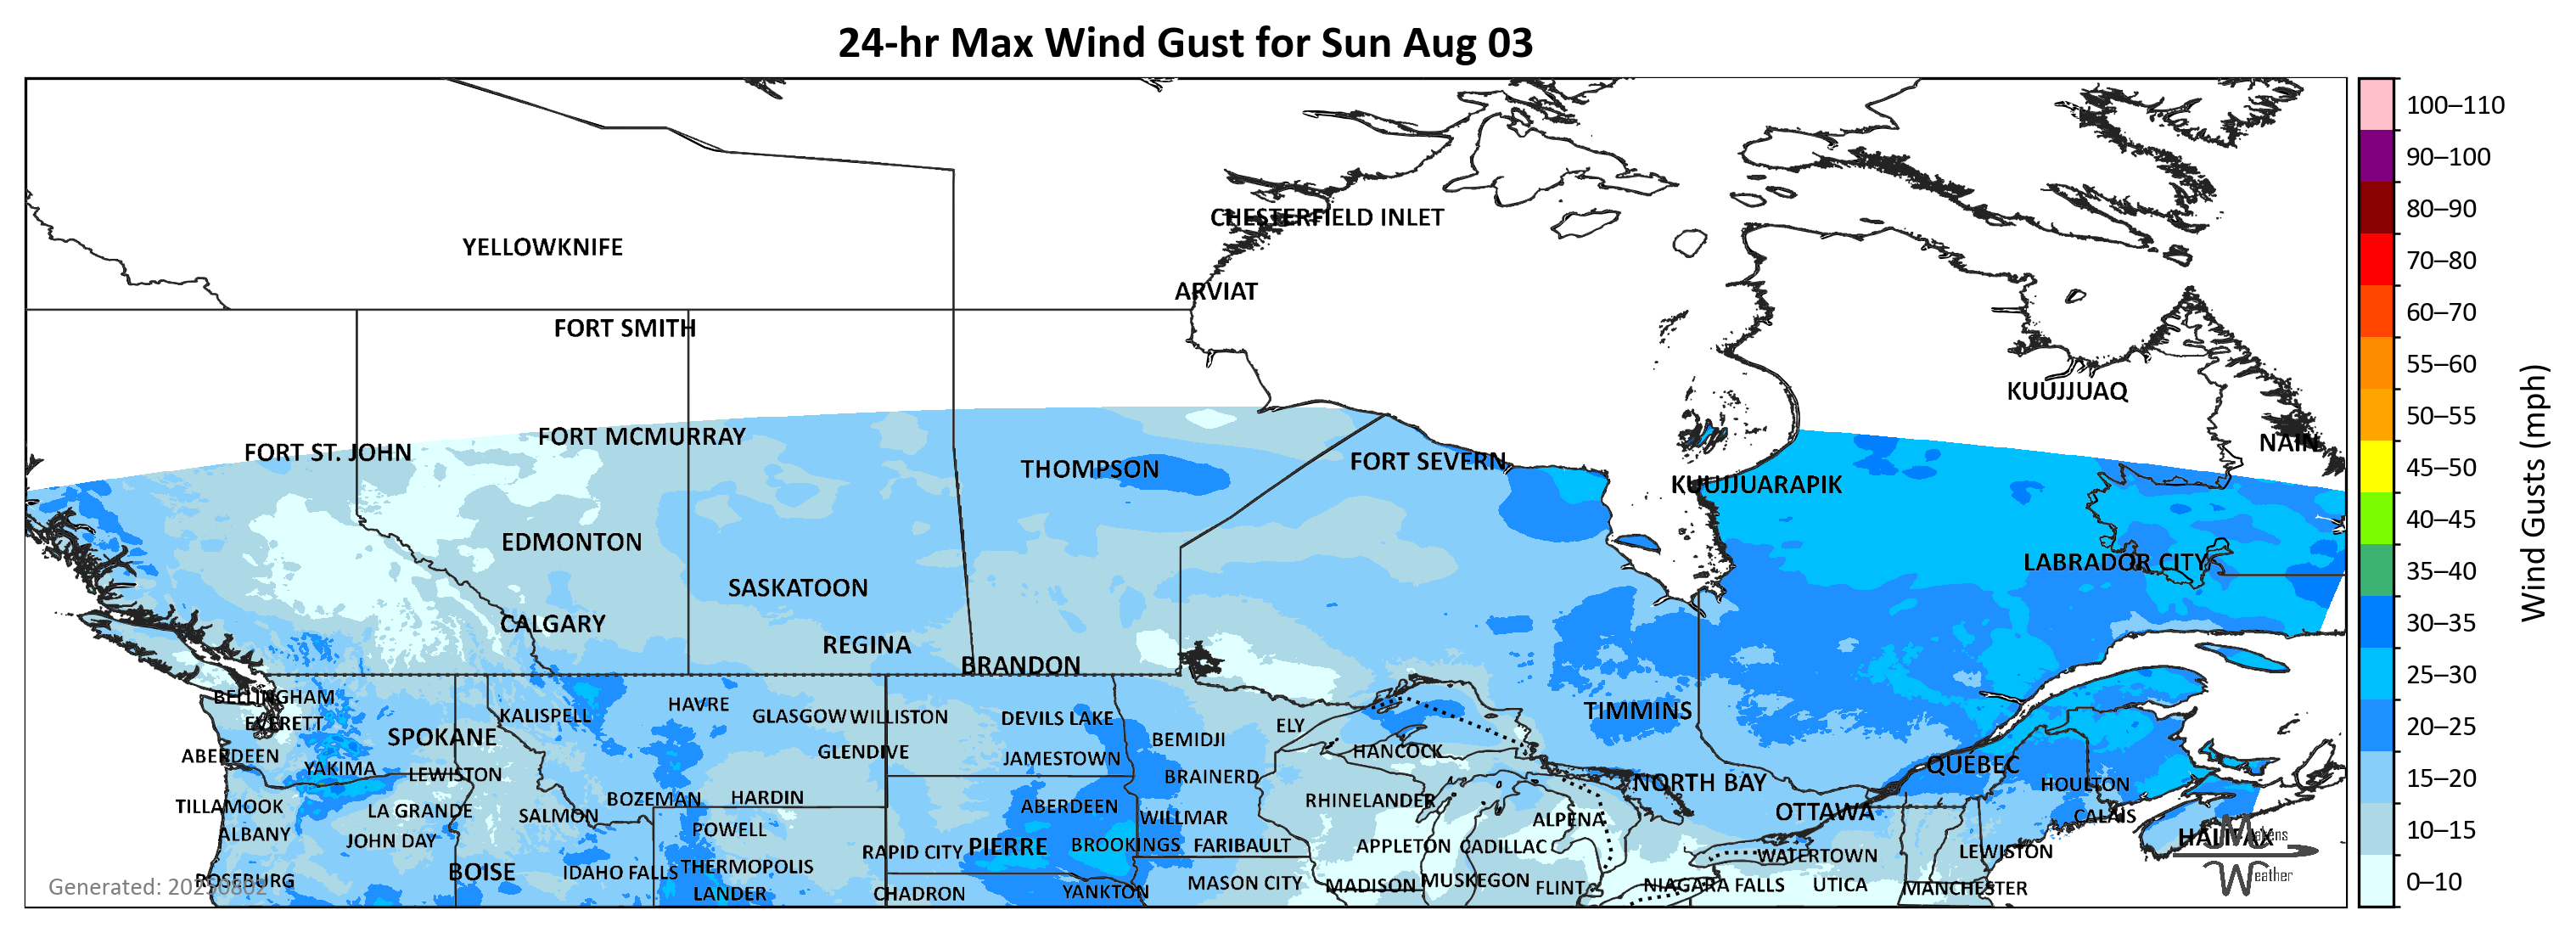 24-hr Max Wind Gust for Sun Aug 03
100–110
90–100
80–90
70–80
60–70
55–60
50–55
45–50
40–45
35–40
30–35
25–30
20–25
15–20
10–15
0–10
Wind Gusts (mph)
CHESTERFIELD INLET
YELLOWKNIFE
ARVIAT
FORT SMITH
KUUJJUAQ
FORT MCMURRAY
NAIN
FORT ST. JOHN
FORT SEVERN
THOMPSON
KUUJJUARAPIK
EDMONTON
LABRADOR CITY
SASKATOON
CALGARY
REGINA
BRANDON
BELLINGHAM
HAVRE
TIMMINS
KALISPELL
GLASGOW
WILLISTON
DEVILS LAKE
EVERETT
ELY
SPOKANE
BEMIDJI
HANCOCK
GLENDIVE
ABERDEEN
JAMESTOWN
QUÉBEC
YAKIMA
LEWISTON
BRAINERD
NORTH BAY
HOULTON
BOZEMAN
HARDIN
RHINELANDER
TILLAMOOK
ABERDEEN
LA GRANDE
OTTAWA
SALMON
CALAIS
WILLMAR
ALPENA
ALBANY
POWELL
HALIFAX
JOHN DAY
BROOKINGS
FARIBAULT
APPLETON
CADILLAC
PIERRE
RAPID CITY
LEWISTON
WATERTOWN
THERMOPOLIS
BOISE
IDAHO FALLS
ROSEBURG
MUSKEGON
MASON CITY
MADISON
NIAGARA FALLS
UTICA
FLINT
MANCHESTER
YANKTON
LANDER
CHADRON
Generated: 20250802
Weather